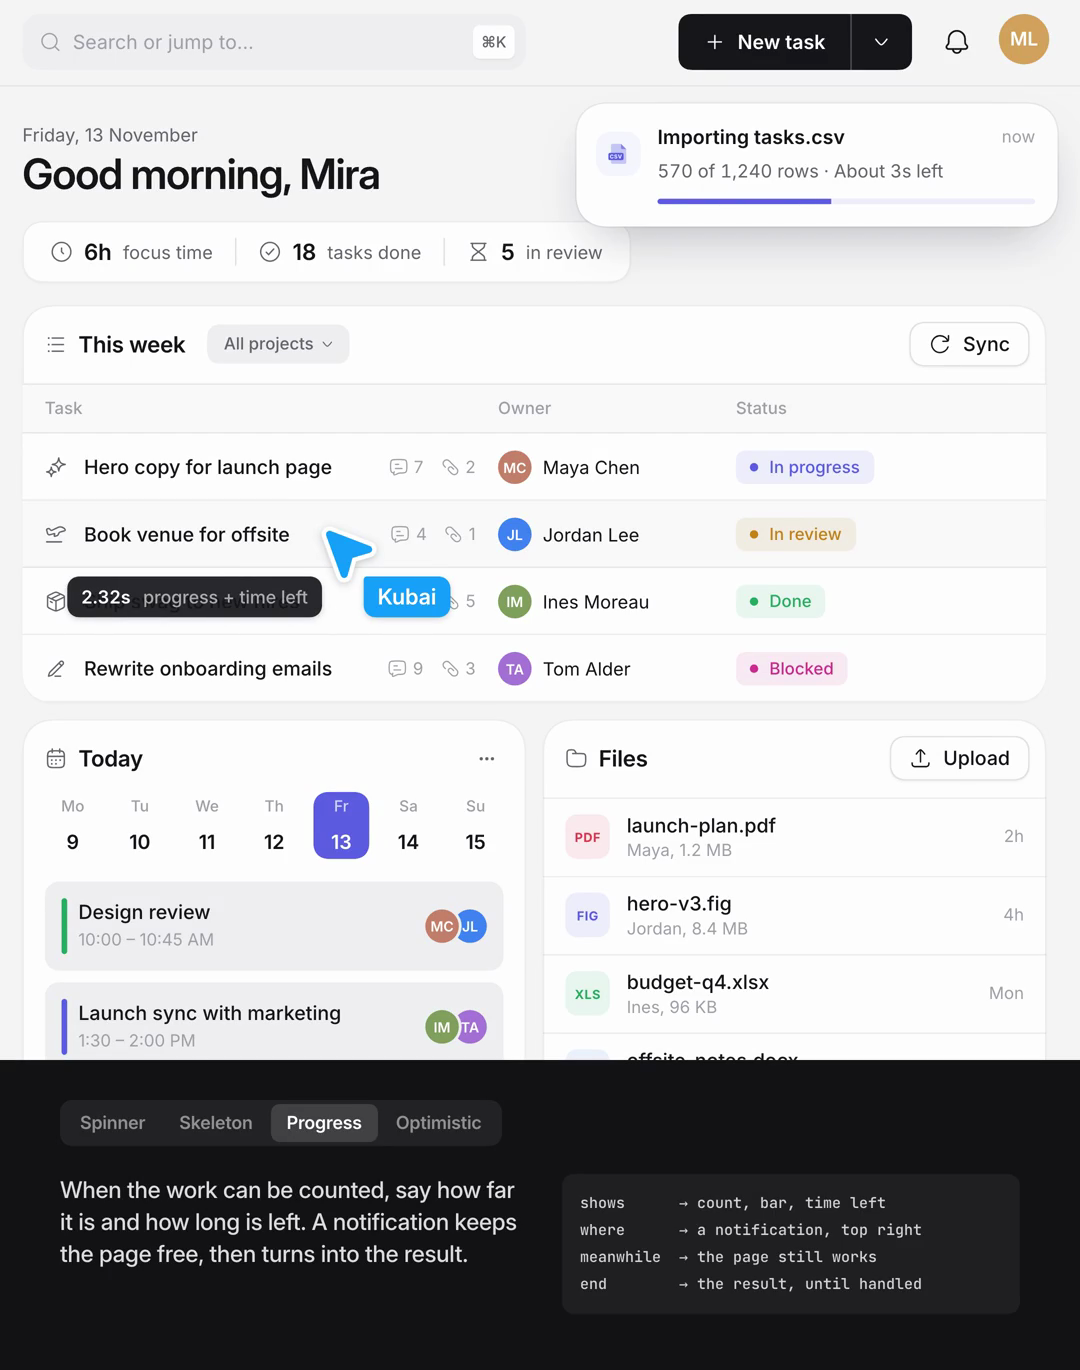 Search or jump to...
⌘K
New task
ML
Friday, 13 November
Good morning, Mira
CSV
Importing tasks.csv
now
570 of 1,240 rows · About 3s left
6h focus time
18 tasks done
5 in review
This week
All projects
Sync
Task Owner Status
Hero copy for launch page 7 2 MC Maya Chen In progress
Book venue for offsite 4 1 JL Jordan Lee In review
2.32s progress + time left
Kubai
5 IM Ines Moreau Done
Rewrite onboarding emails 9 3 TA Tom Alder Blocked
Today
Mo Tu We Th Fr Sa Su
9 10 11 12 13 14 15
Design review
10:00 – 10:45 AM
MC JL
Launch sync with marketing
1:30 – 2:00 PM
IM TA
Files
Upload
PDF
launch-plan.pdf
Maya, 1.2 MB
2h
FIG
hero-v3.fig
Jordan, 8.4 MB
4h
XLS
budget-q4.xlsx
Ines, 96 KB
Mon
offsite-notes.docx
Spinner Skeleton Progress Optimistic
When the work can be counted, say how far
it is and how long is left. A notification keeps
the page free, then turns into the result.
shows → count, bar, time left
where → a notification, top right
meanwhile → the page still works
end → the result, until handled